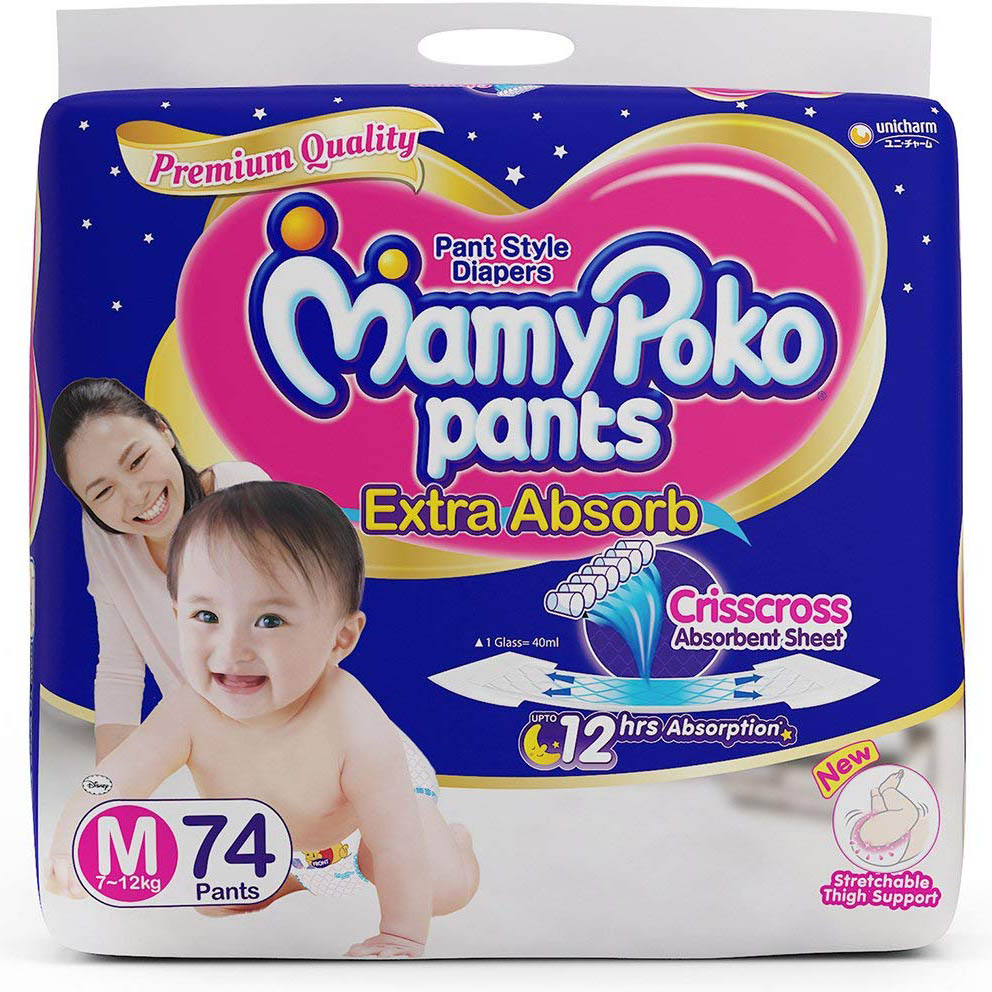 Premium Quality
unicharm
ユニ・チャーム
Pant Style
Diapers
MamyPoko
pants
Extra Absorb
Crisscross
Absorbent Sheet
▲1 Glass= 40ml
UPTO 12 hrs Absorption*
New
Disney
M
7~12kg
74
Pants
FRONT
Stretchable
Thigh Support